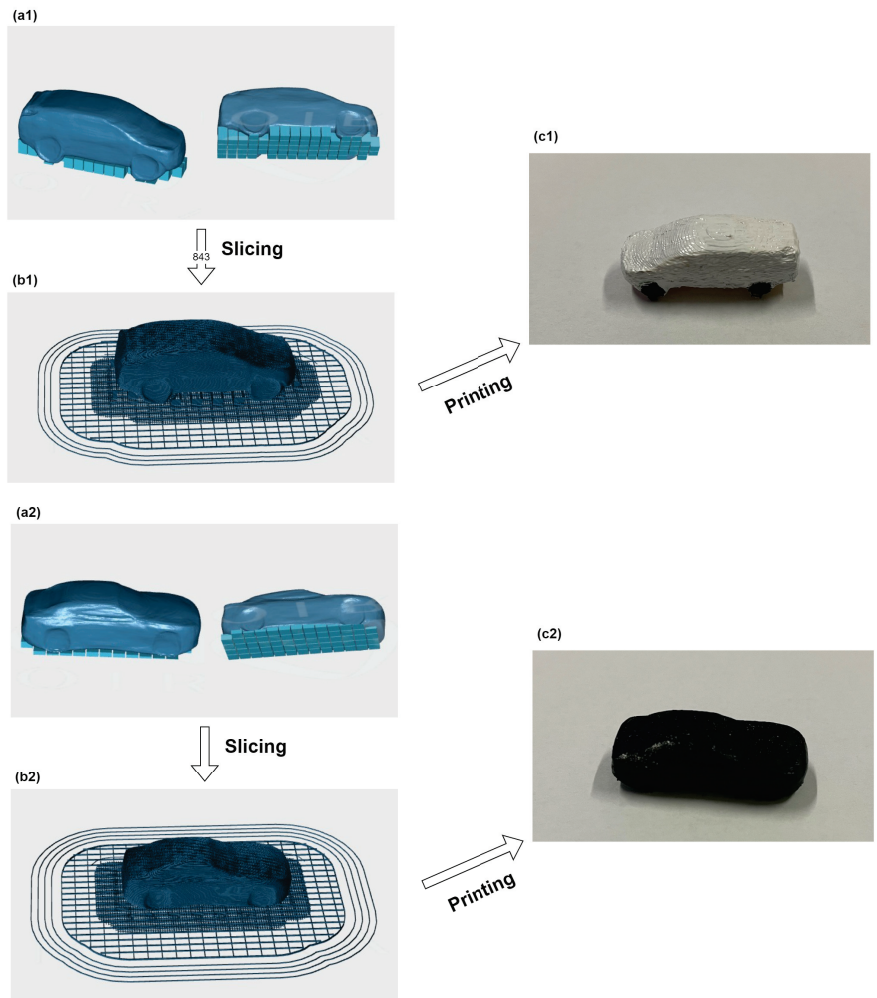 (a1)
(c1)
843
Slicing
(b1)
Printing
(a2)
(c2)
Slicing
(b2)
Printing